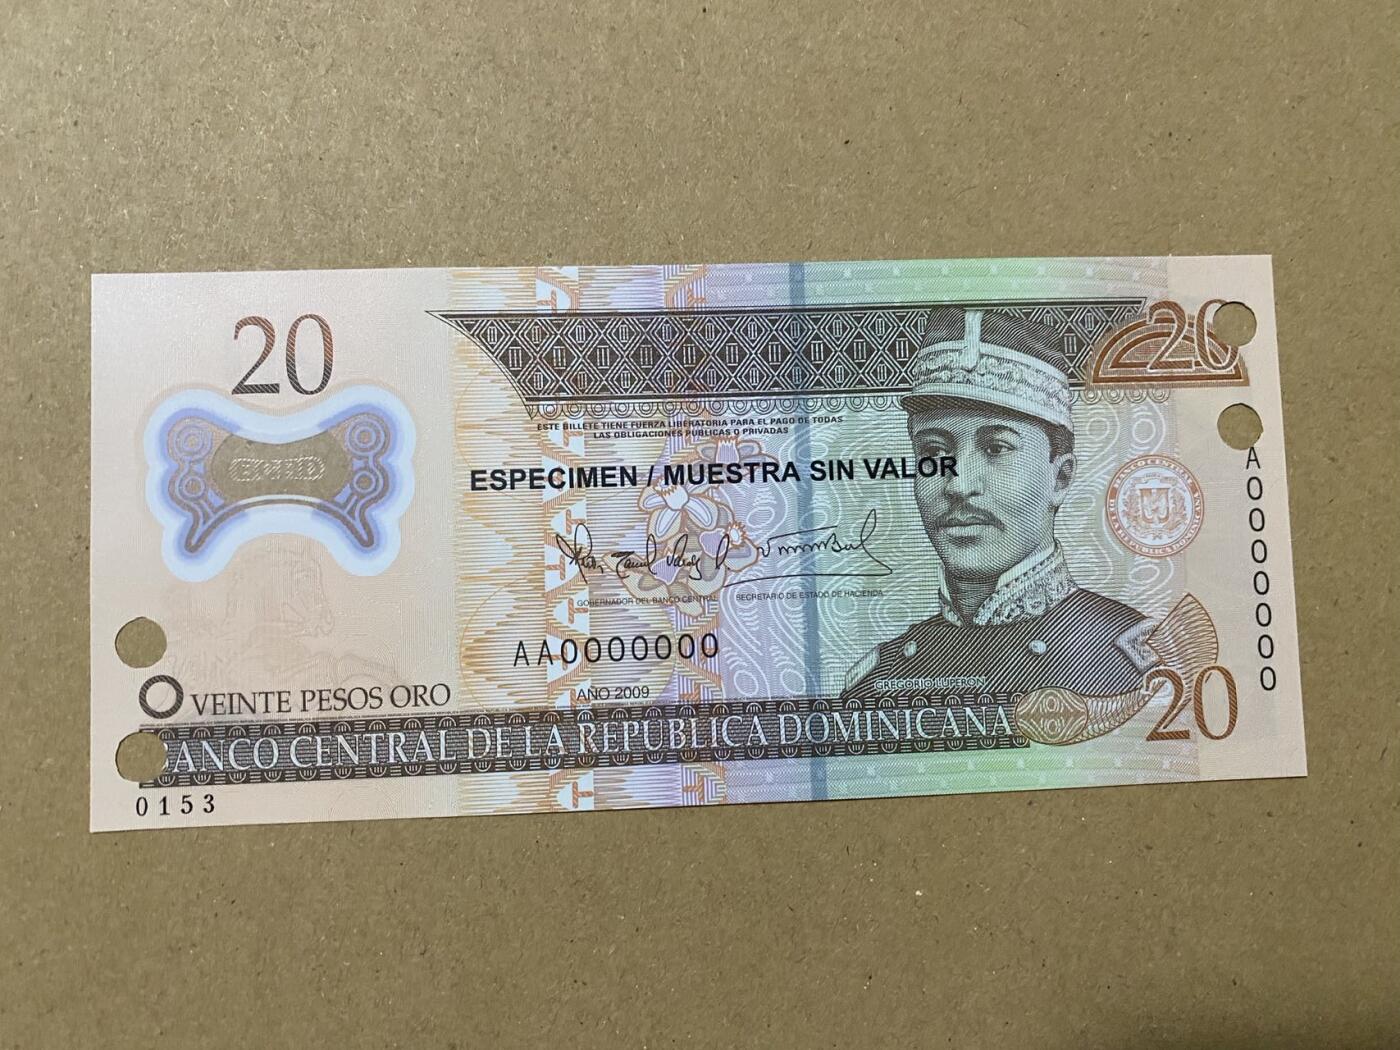 20
20
ESTE BILLETE TIENE FUERZA LIBERATORIA PARA EL PAGO DE TODAS
LAS OBLIGACIONES PUBLICAS O PRIVADAS
ESPECIMEN / MUESTRA SIN VALOR
GOBERNADOR DEL BANCO CENTRAL
SECRETARIO DE ESTADO DE HACIENDA
AA0000000
A0000000
VEINTE PESOS ORO
AÑO 2009
GREGORIO LUPERON
20
BANCO CENTRAL DE LA REPUBLICA DOMINICANA
0153